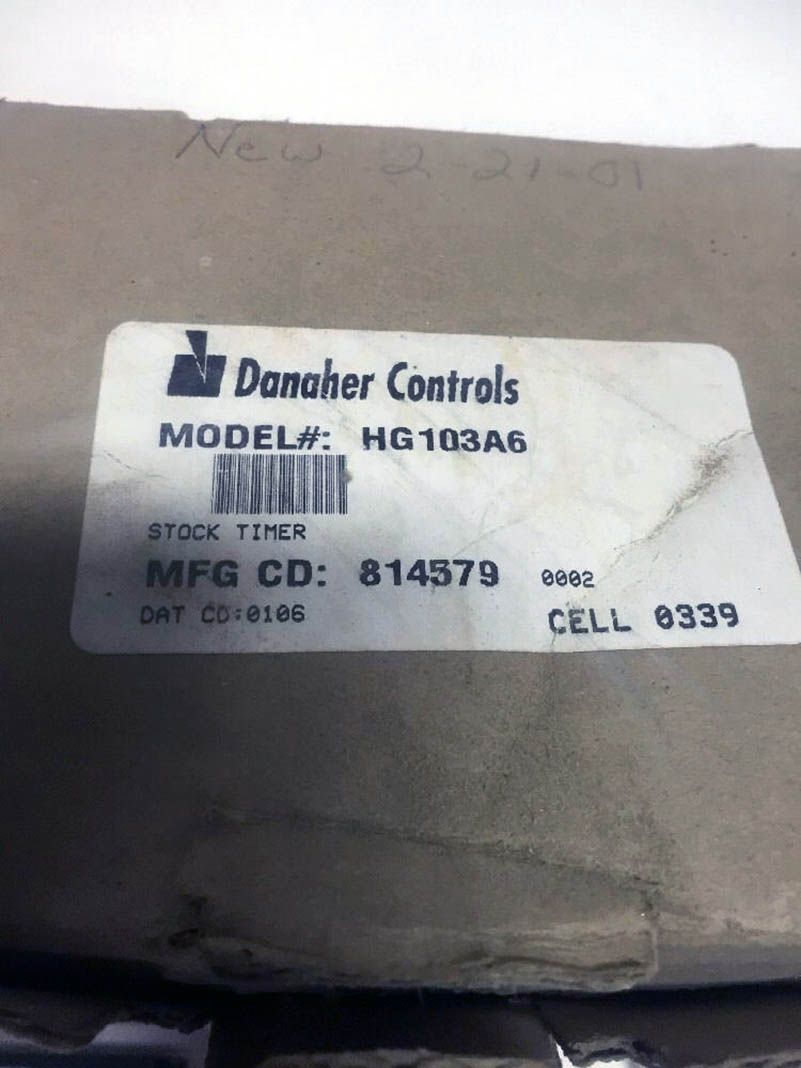 New 2-21-01
Danaher Controls
MODEL#: HG103A6
STOCK TIMER
MFG CD: 814579 0002
DAT CD:0106 CELL 0339